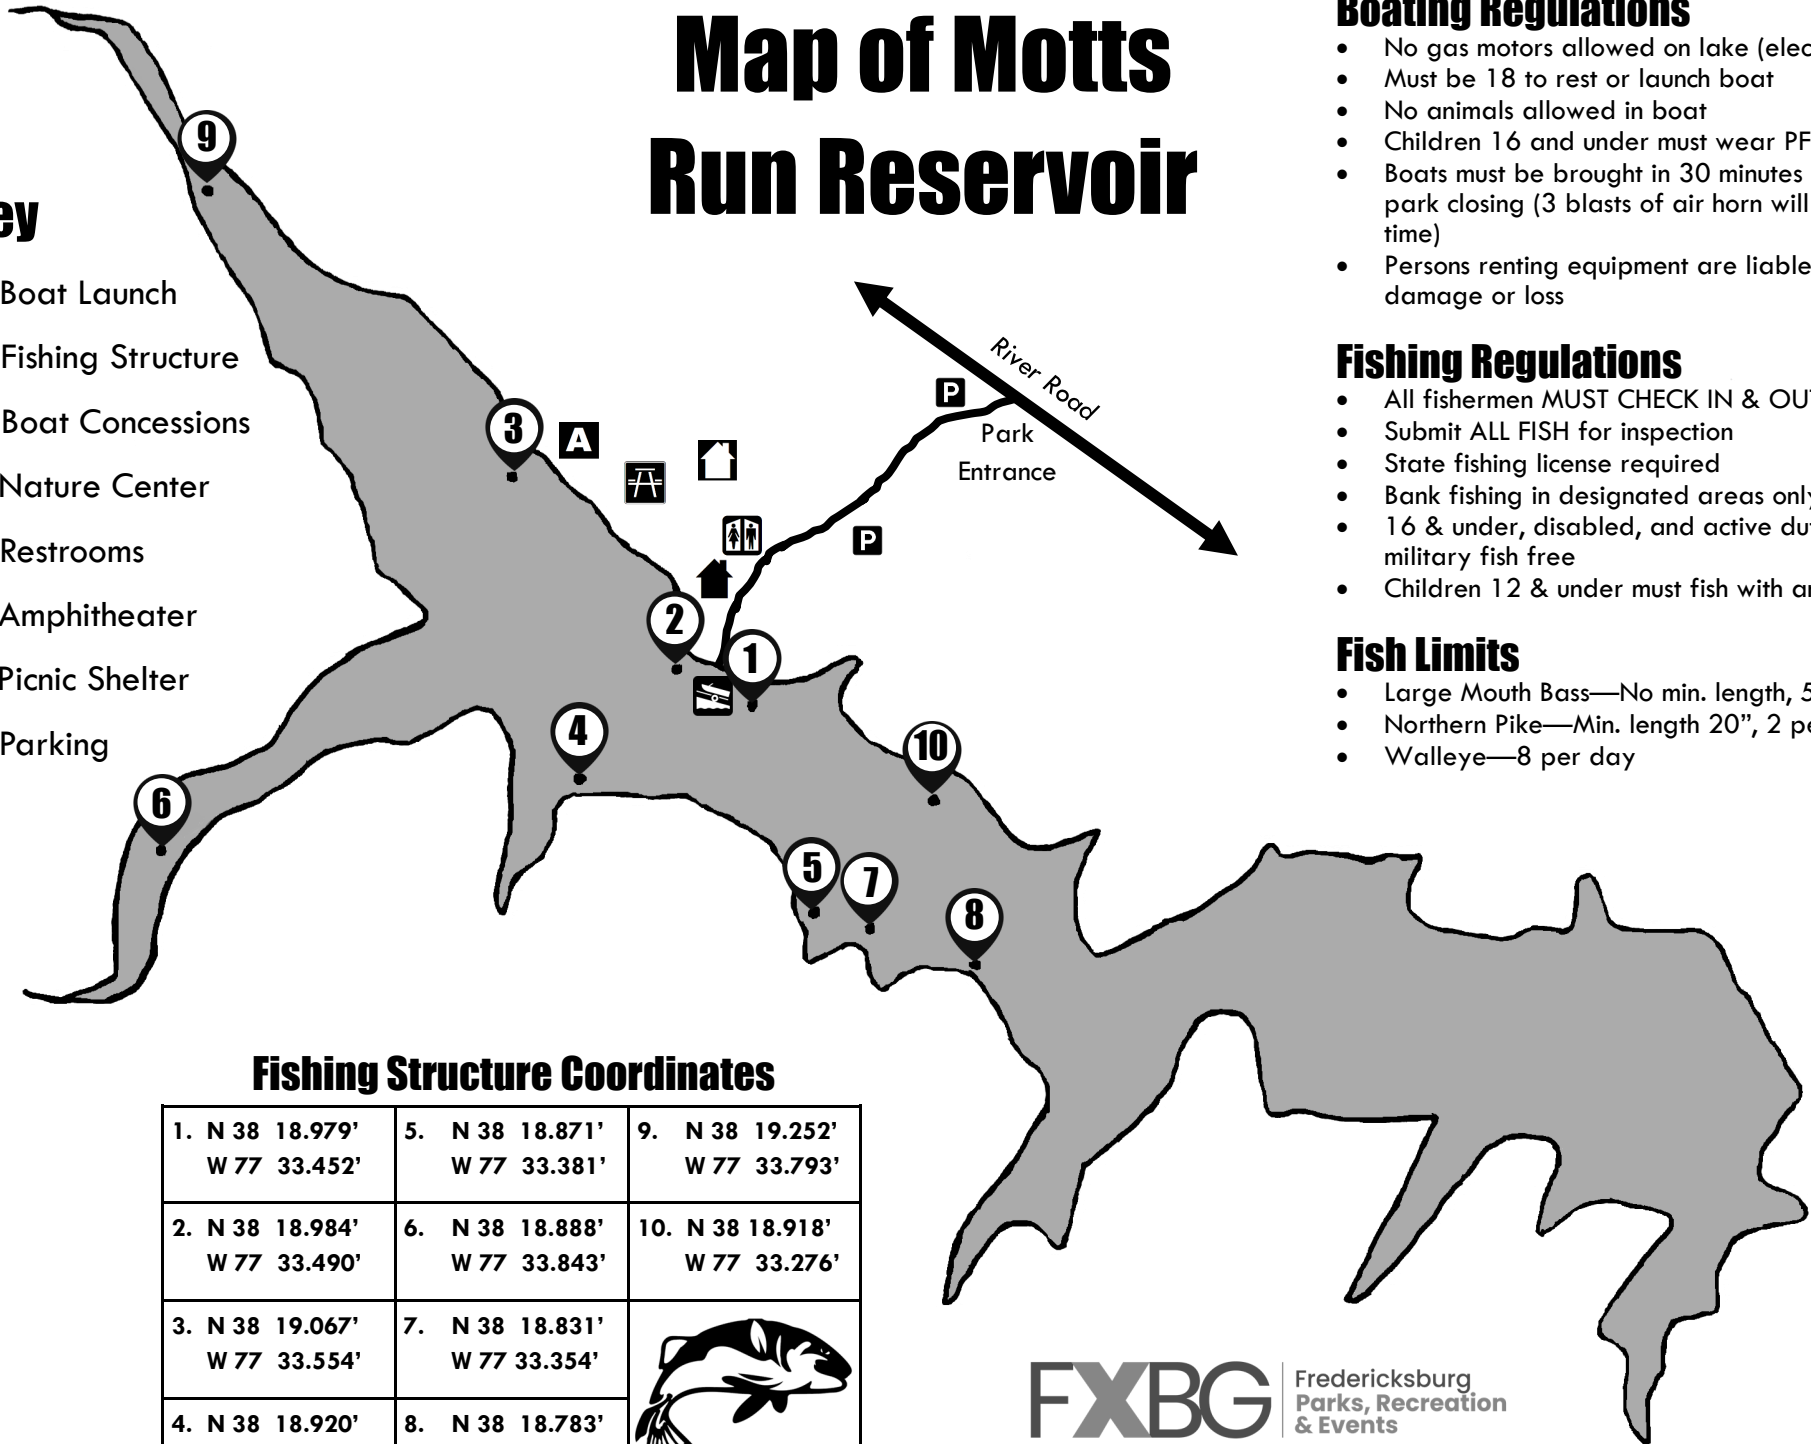 Map of Motts
Run Reservoir
ey
Boat Launch
Fishing Structure
Boat Concessions
Nature Center
Restrooms
Amphitheater
Picnic Shelter
Parking
9
3
A
2
1
4
6
10
5
7
8
P
P
River Road
Park
Entrance
Boating Regulations
• No gas motors allowed on lake (elec
• Must be 18 to rest or launch boat
• No animals allowed in boat
• Children 16 and under must wear PF
• Boats must be brought in 30 minutes
park closing (3 blasts of air horn will
time)
• Persons renting equipment are liable
damage or loss
Fishing Regulations
• All fishermen MUST CHECK IN & OU
• Submit ALL FISH for inspection
• State fishing license required
• Bank fishing in designated areas only
• 16 & under, disabled, and active du
military fish free
• Children 12 & under must fish with a
Fish Limits
• Large Mouth Bass—No min. length, 5
• Northern Pike—Min. length 20”, 2 pe
• Walleye—8 per day
Fishing Structure Coordinates
1. N 38 18.979’
W 77 33.452’
2. N 38 18.984’
W 77 33.490’
3. N 38 19.067’
W 77 33.554’
4. N 38 18.920’
5. N 38 18.871’
W 77 33.381’
6. N 38 18.888’
W 77 33.843’
7. N 38 18.831’
W 77 33.354’
8. N 38 18.783’
9. N 38 19.252’
W 77 33.793’
10. N 38 18.918’
W 77 33.276’
FXBG
Fredericksburg
Parks, Recreation
& Events